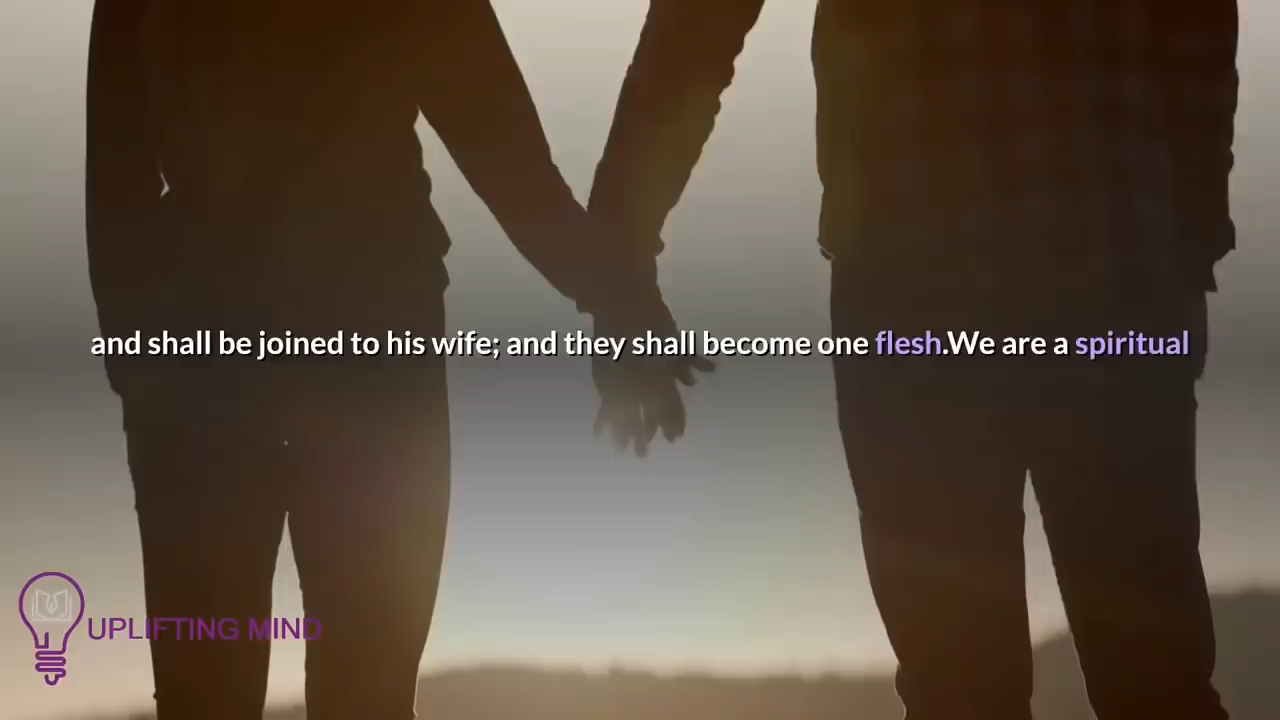 and shall be joined to his wife; and they shall become one flesh.We are a spiritual
UPLIFTING MIND